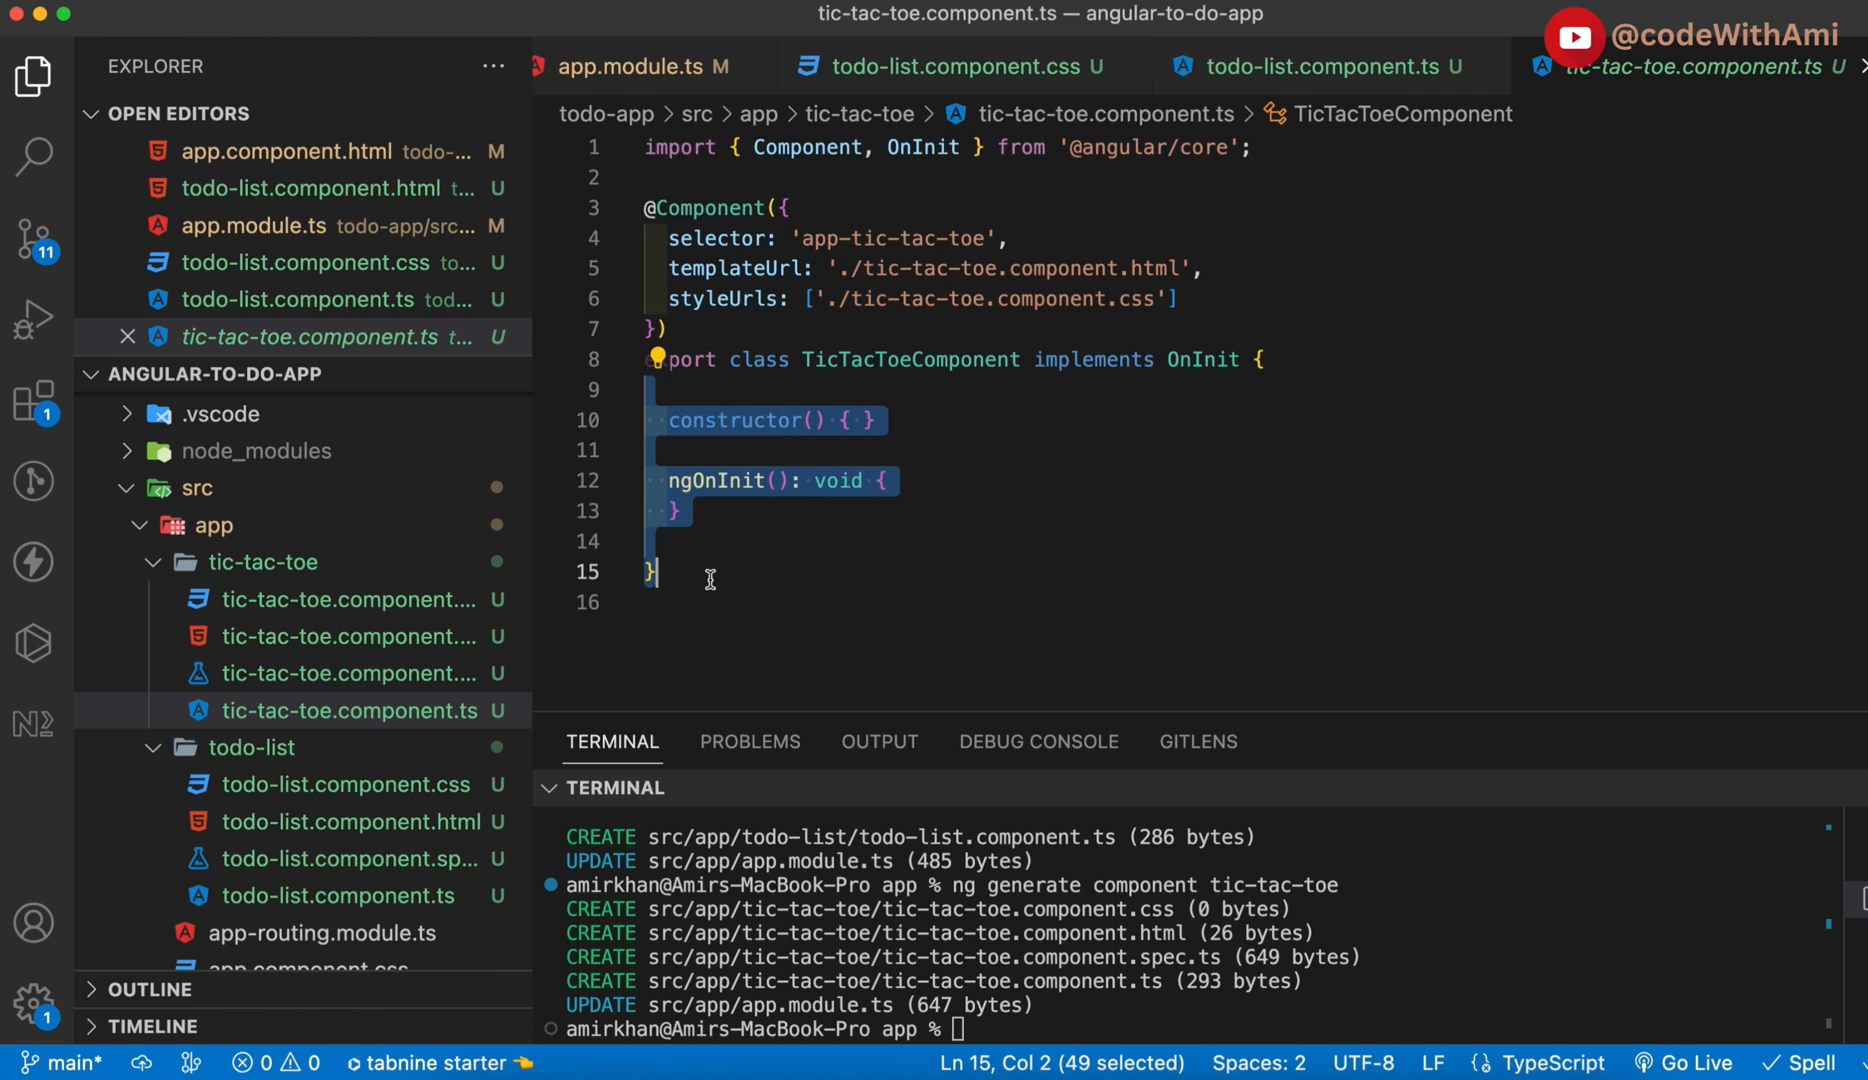 tic-tac-toe.component.ts — angular-to-do-app
@codeWithAmi
EXPLORER
OPEN EDITORS
app.component.html todo-... M
todo-list.component.html t... U
app.module.ts todo-app/src... M
todo-list.component.css to... U
todo-list.component.ts tod... U
tic-tac-toe.component.ts t... U
ANGULAR-TO-DO-APP
.vscode
node_modules
src
app
tic-tac-toe
tic-tac-toe.component.... U
tic-tac-toe.component.... U
tic-tac-toe.component.... U
tic-tac-toe.component.ts U
todo-list
todo-list.component.css U
todo-list.component.html U
todo-list.component.sp... U
todo-list.component.ts U
app-routing.module.ts
app.component.css
OUTLINE
TIMELINE
11
1
1
app.module.ts M
todo-list.component.css U
todo-list.component.ts U
tic-tac-toe.component.ts U
todo-app > src > app > tic-tac-toe > tic-tac-toe.component.ts > TicTacToeComponent
1 import { Component, OnInit } from '@angular/core';
2
3 @Component({
4 selector: 'app-tic-tac-toe',
5 templateUrl: './tic-tac-toe.component.html',
6 styleUrls: ['./tic-tac-toe.component.css']
7 })
8 export class TicTacToeComponent implements OnInit {
9
10 constructor() { }
11
12 ngOnInit(): void {
13 }
14
15 }
16
TERMINAL PROBLEMS OUTPUT DEBUG CONSOLE GITLENS
TERMINAL
CREATE src/app/todo-list/todo-list.component.ts (286 bytes)
UPDATE src/app/app.module.ts (485 bytes)
amirkhan@Amirs-MacBook-Pro app % ng generate component tic-tac-toe
CREATE src/app/tic-tac-toe/tic-tac-toe.component.css (0 bytes)
CREATE src/app/tic-tac-toe/tic-tac-toe.component.html (26 bytes)
CREATE src/app/tic-tac-toe/tic-tac-toe.component.spec.ts (649 bytes)
CREATE src/app/tic-tac-toe/tic-tac-toe.component.ts (293 bytes)
UPDATE src/app/app.module.ts (647 bytes)
amirkhan@Amirs-MacBook-Pro app %
main* 0 0 tabnine starter Ln 15, Col 2 (49 selected) Spaces: 2 UTF-8 LF {} TypeScript Go Live Spell